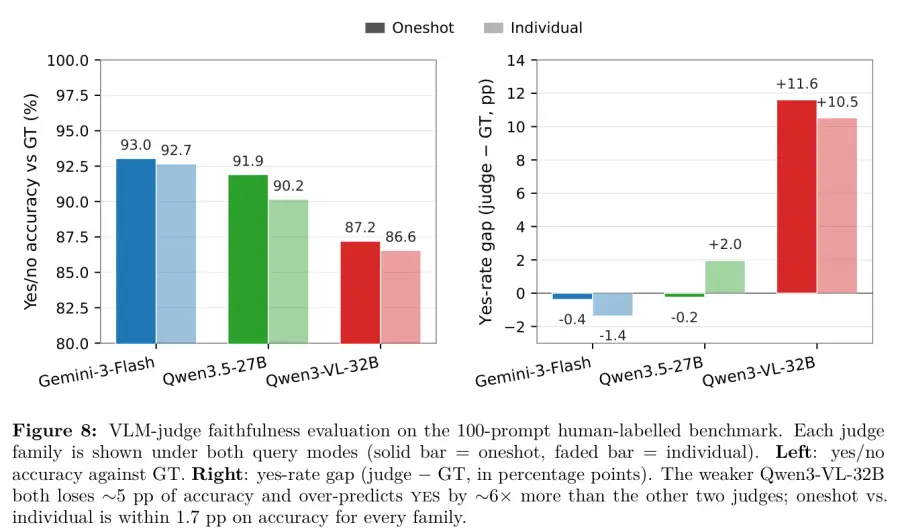 Oneshot Individual
100.0
97.5
95.0
92.5
90.0
87.5
85.0
82.5
80.0
Yes/no accuracy vs GT (%)
93.0 92.7
91.9
90.2
87.2 86.6
Gemini-3-Flash Qwen3.5-27B Qwen3-VL-32B
14
12
10
8
6
4
2
0
−2
Yes-rate gap (judge − GT, pp)
-0.4
-1.4
-0.2
+2.0
+11.6
+10.5
Gemini-3-Flash Qwen3.5-27B Qwen3-VL-32B
Figure 8: VLM-judge faithfulness evaluation on the 100-prompt human-labelled benchmark. Each judge
family is shown under both query modes (solid bar = oneshot, faded bar = individual). Left: yes/no
accuracy against GT. Right: yes-rate gap (judge − GT, in percentage points). The weaker Qwen3-VL-32B
both loses ∼5 pp of accuracy and over-predicts YES by ∼6× more than the other two judges; oneshot vs.
individual is within 1.7 pp on accuracy for every family.